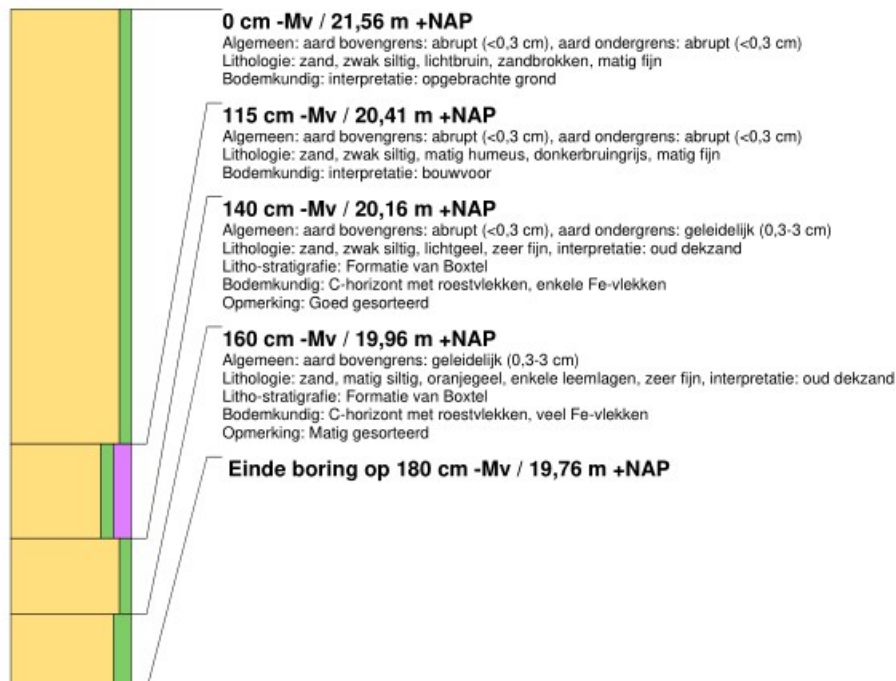 0 cm -Mv / 21,56 m +NAP
Algemeen: aard bovengrens: abrupt (<0,3 cm), aard ondergrens: abrupt (<0,3 cm)
Lithologie: zand, zwak siltig, lichtbruin, zandbrokken, matig fijn
Bodemkundig: interpretatie: opgebrachte grond
115 cm -Mv / 20,41 m +NAP
Algemeen: aard bovengrens: abrupt (<0,3 cm), aard ondergrens: abrupt (<0,3 cm)
Lithologie: zand, zwak siltig, matig humeus, donkerbruingrijs, matig fijn
Bodemkundig: interpretatie: bouwvoor
140 cm -Mv / 20,16 m +NAP
Algemeen: aard bovengrens: abrupt (<0,3 cm), aard ondergrens: geleidelijk (0,3-3 cm)
Lithologie: zand, zwak siltig, lichtgeel, zeer fijn, interpretatie: oud dekzand
Litho-stratigrafie: Formatie van Boxtel
Bodemkundig: C-horizont met roestvlekken, enkele Fe-vlekken
Opmerking: Goed gesorteerd
160 cm -Mv / 19,96 m +NAP
Algemeen: aard bovengrens: geleidelijk (0,3-3 cm)
Lithologie: zand, matig siltig, oranjegeel, enkele leemlagen, zeer fijn, interpretatie: oud dekzand
Litho-stratigrafie: Formatie van Boxtel
Bodemkundig: C-horizont met roestvlekken, veel Fe-vlekken
Opmerking: Matig gesorteerd
Einde boring op 180 cm -Mv / 19,76 m +NAP